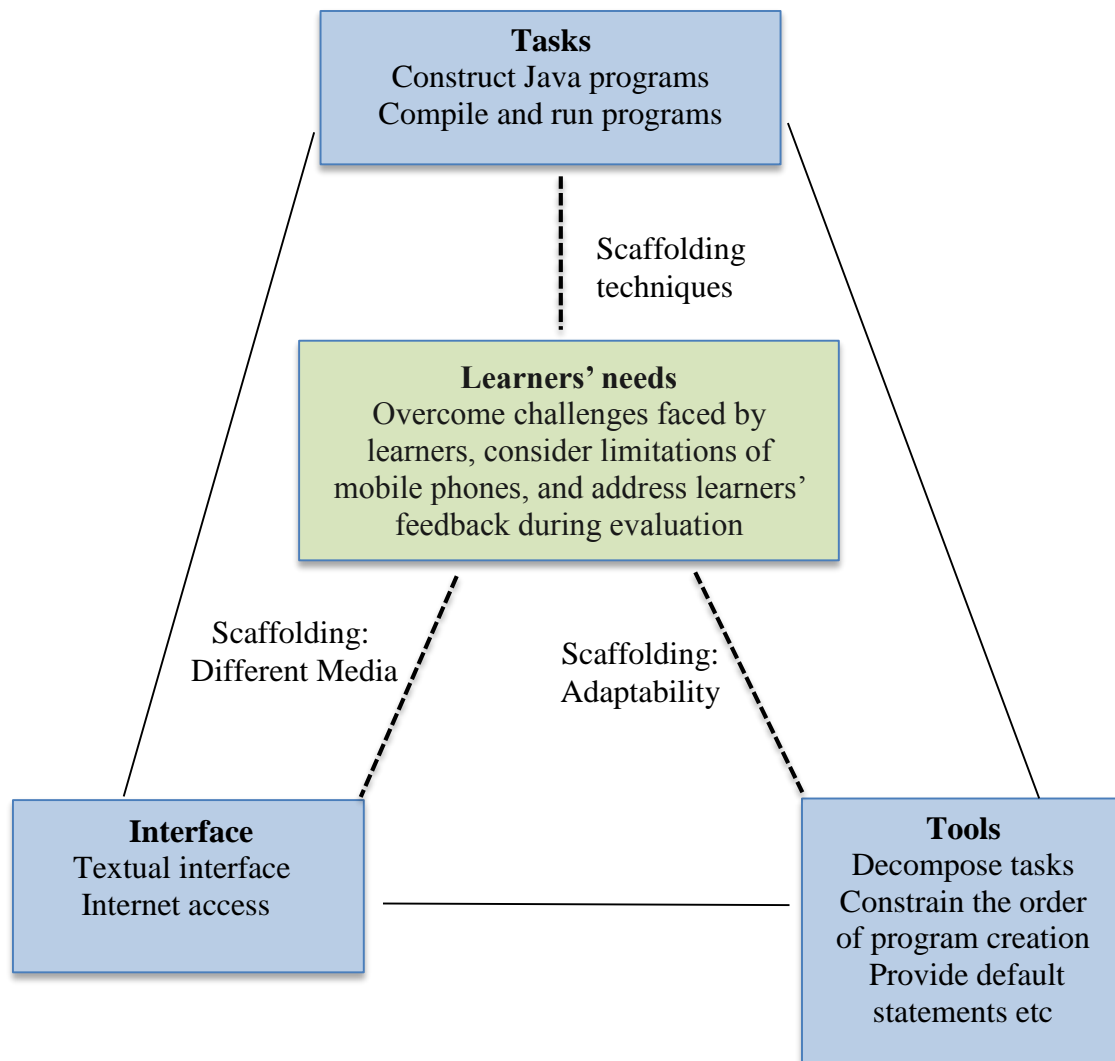 Tasks
Construct Java programs
Compile and run programs
Scaffolding
techniques
Learners’ needs
Overcome challenges faced by
learners, consider limitations of
mobile phones, and address learners’
feedback during evaluation
Scaffolding:
Different Media
Scaffolding:
Adaptability
Interface
Textual interface
Internet access
Tools
Decompose tasks
Constrain the order
of program creation
Provide default
statements etc